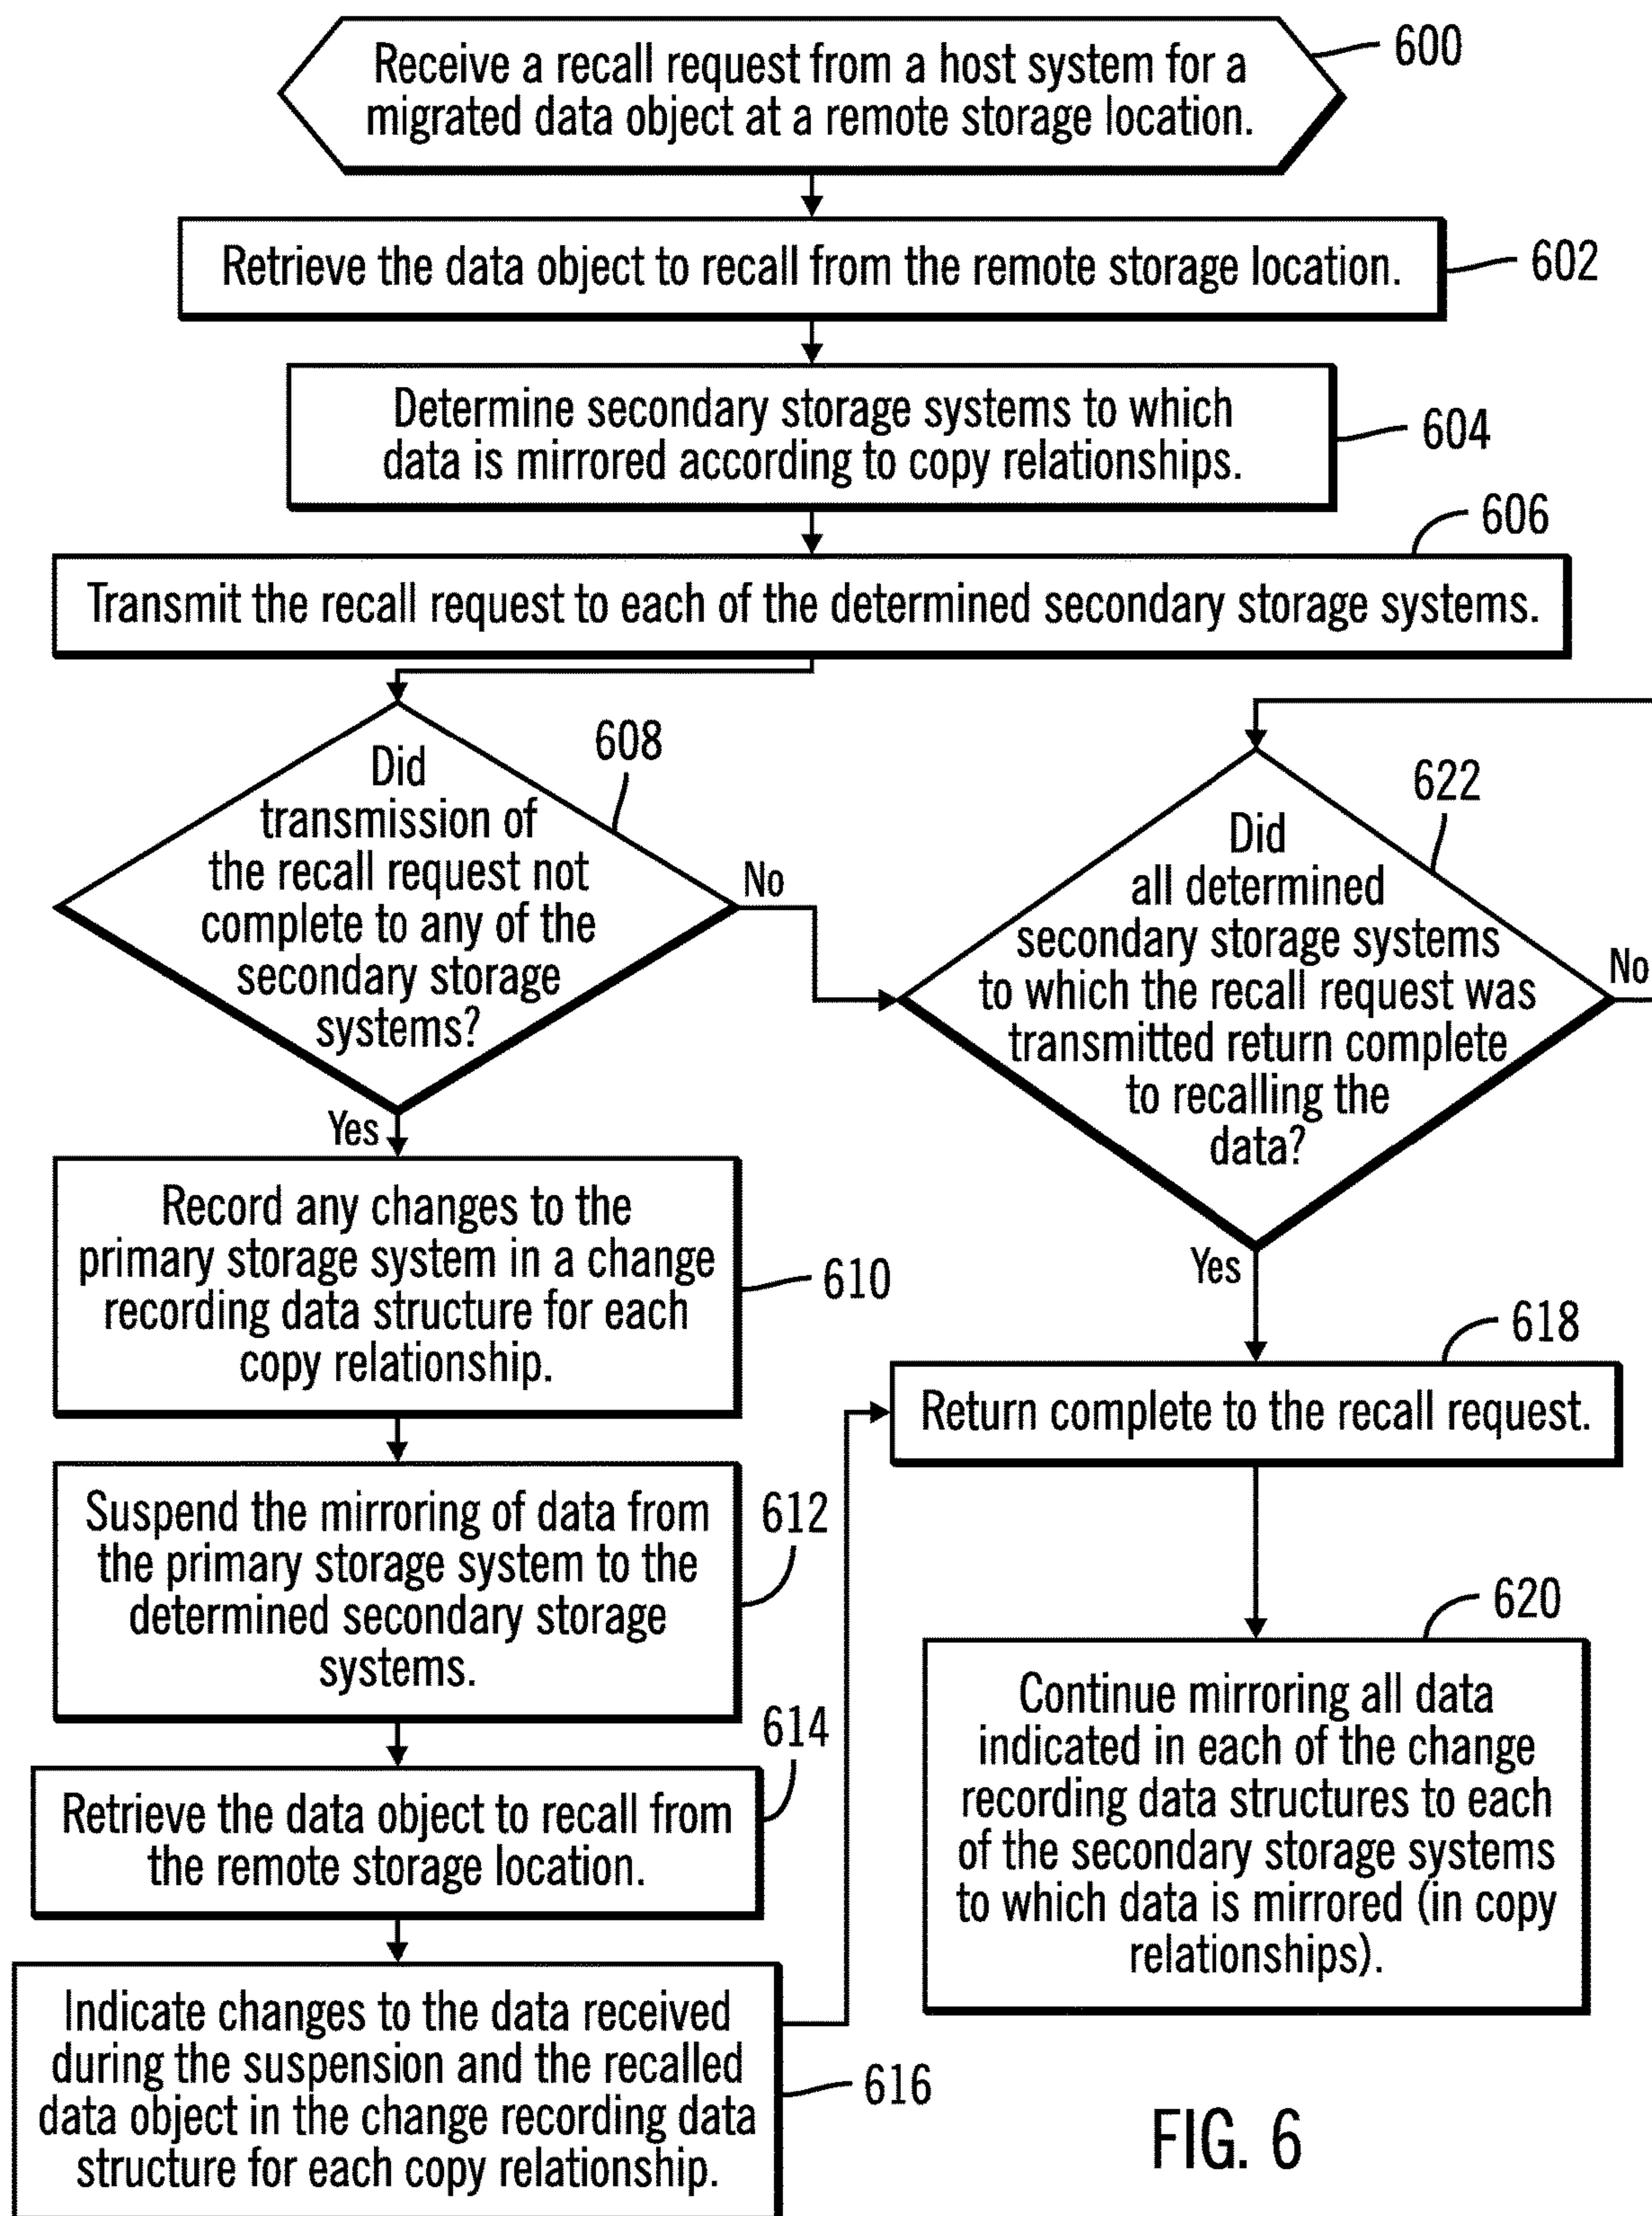 Receive a recall request from a host system for a
migrated data object at a remote storage location.
600
Retrieve the data object to recall from the remote storage location.
602
Determine secondary storage systems to which
data is mirrored according to copy relationships.
604
606
Transmit the recall request to each of the determined secondary storage systems.
608
Did
transmission of
the recall request not
complete to any of the
secondary storage
systems?
No
Yes
622
Did
all determined
secondary storage systems
to which the recall request was
transmitted return complete
to recalling the
data?
No
Yes
Record any changes to the
primary storage system in a change
recording data structure for each
copy relationship.
610
Suspend the mirroring of data from
the primary storage system to the
determined secondary storage
systems.
612
614
Retrieve the data object to recall from
the remote storage location.
Indicate changes to the data received
during the suspension and the recalled
data object in the change recording data
structure for each copy relationship.
616
618
Return complete to the recall request.
620
Continue mirroring all data
indicated in each of the change
recording data structures to each
of the secondary storage systems
to which data is mirrored (in copy
relationships).
FIG. 6